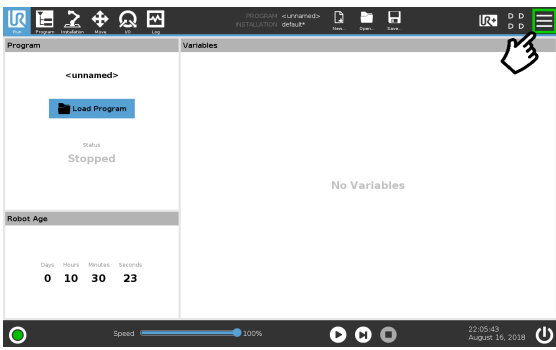 UR
Run
Program
Installation
Move
I/O
Log
PROGRAM <unnamed>
INSTALLATION default*
New...
Open...
Save...
UR+
D D
D D
Program
<unnamed>
Load Program
Status
Stopped
Variables
No Variables
Robot Age
Days Hours Minutes Seconds
0 10 30 23
Speed 100%
22:05:43
August 16, 2018